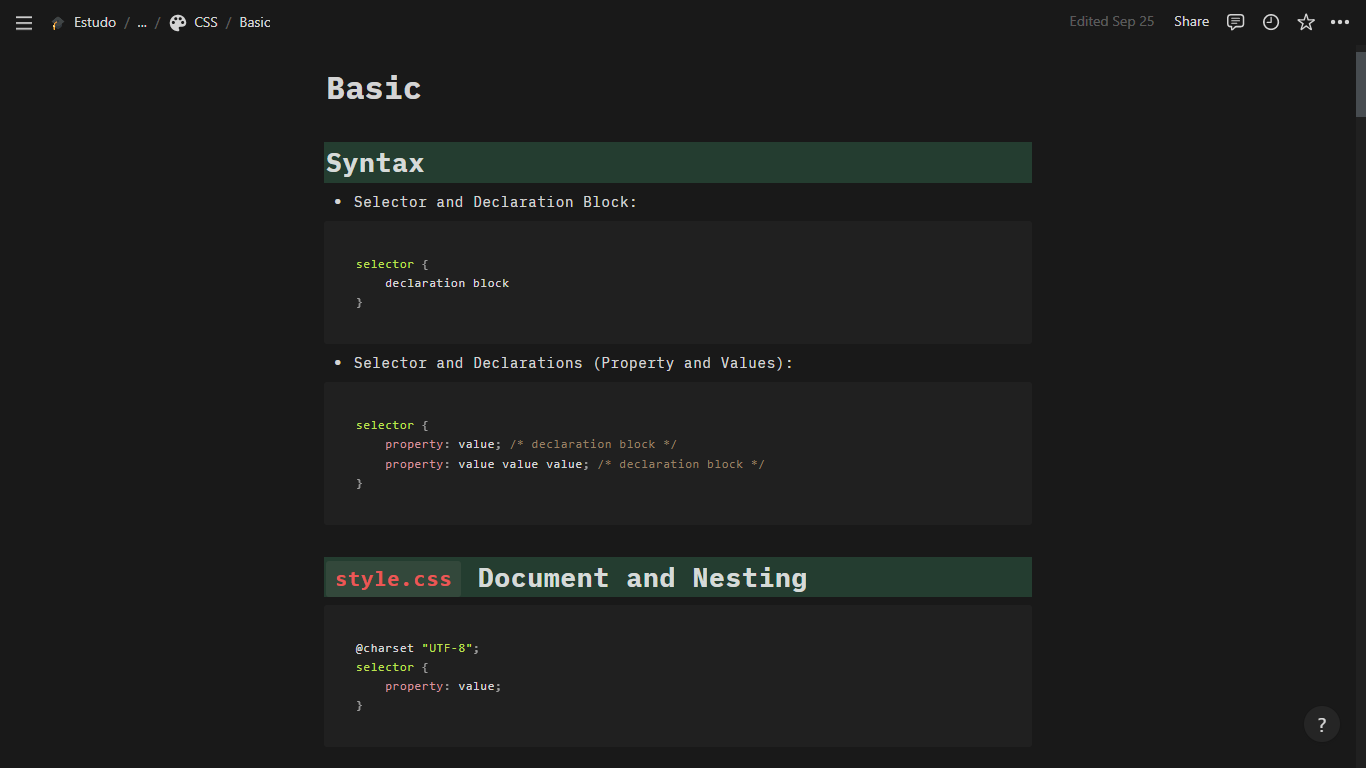 Estudo / ... / CSS / Basic
Edited Sep 25 Share
Basic
Syntax
• Selector and Declaration Block:
selector {
    declaration block
}
• Selector and Declarations (Property and Values):
selector {
    property: value; /* declaration block */
    property: value value value; /* declaration block */
}
style.css Document and Nesting
@charset "UTF-8";
selector {
    property: value;
}
?